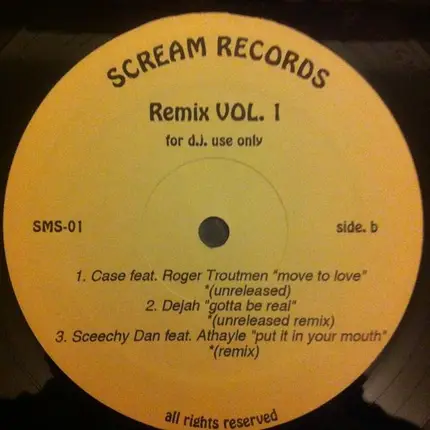 SCREAM RECORDS
Remix VOL. 1
for d.j. use only
SMS-01
side. b
1. Case feat. Roger Troutmen "move to love"
*(unreleased)
2. Dejah "gotta be real"
*(unreleased remix)
3. Sceechy Dan feat. Athayle "put it in your mouth"
*(remix)
all rights reserved